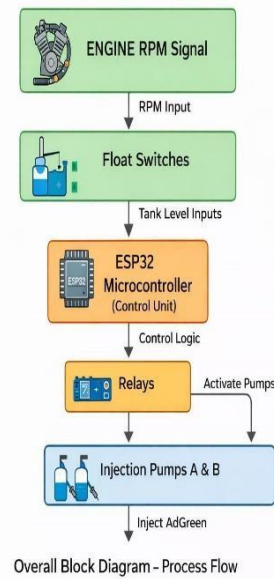 ENGINE RPM Signal
RPM Input
Float Switches
Tank Level Inputs
ESP32
ESP32
Microcontroller
(Control Unit)
Control Logic
Relays
Activate Pumps
Injection Pumps A & B
Inject AdGreen
Overall Block Diagram – Process Flow